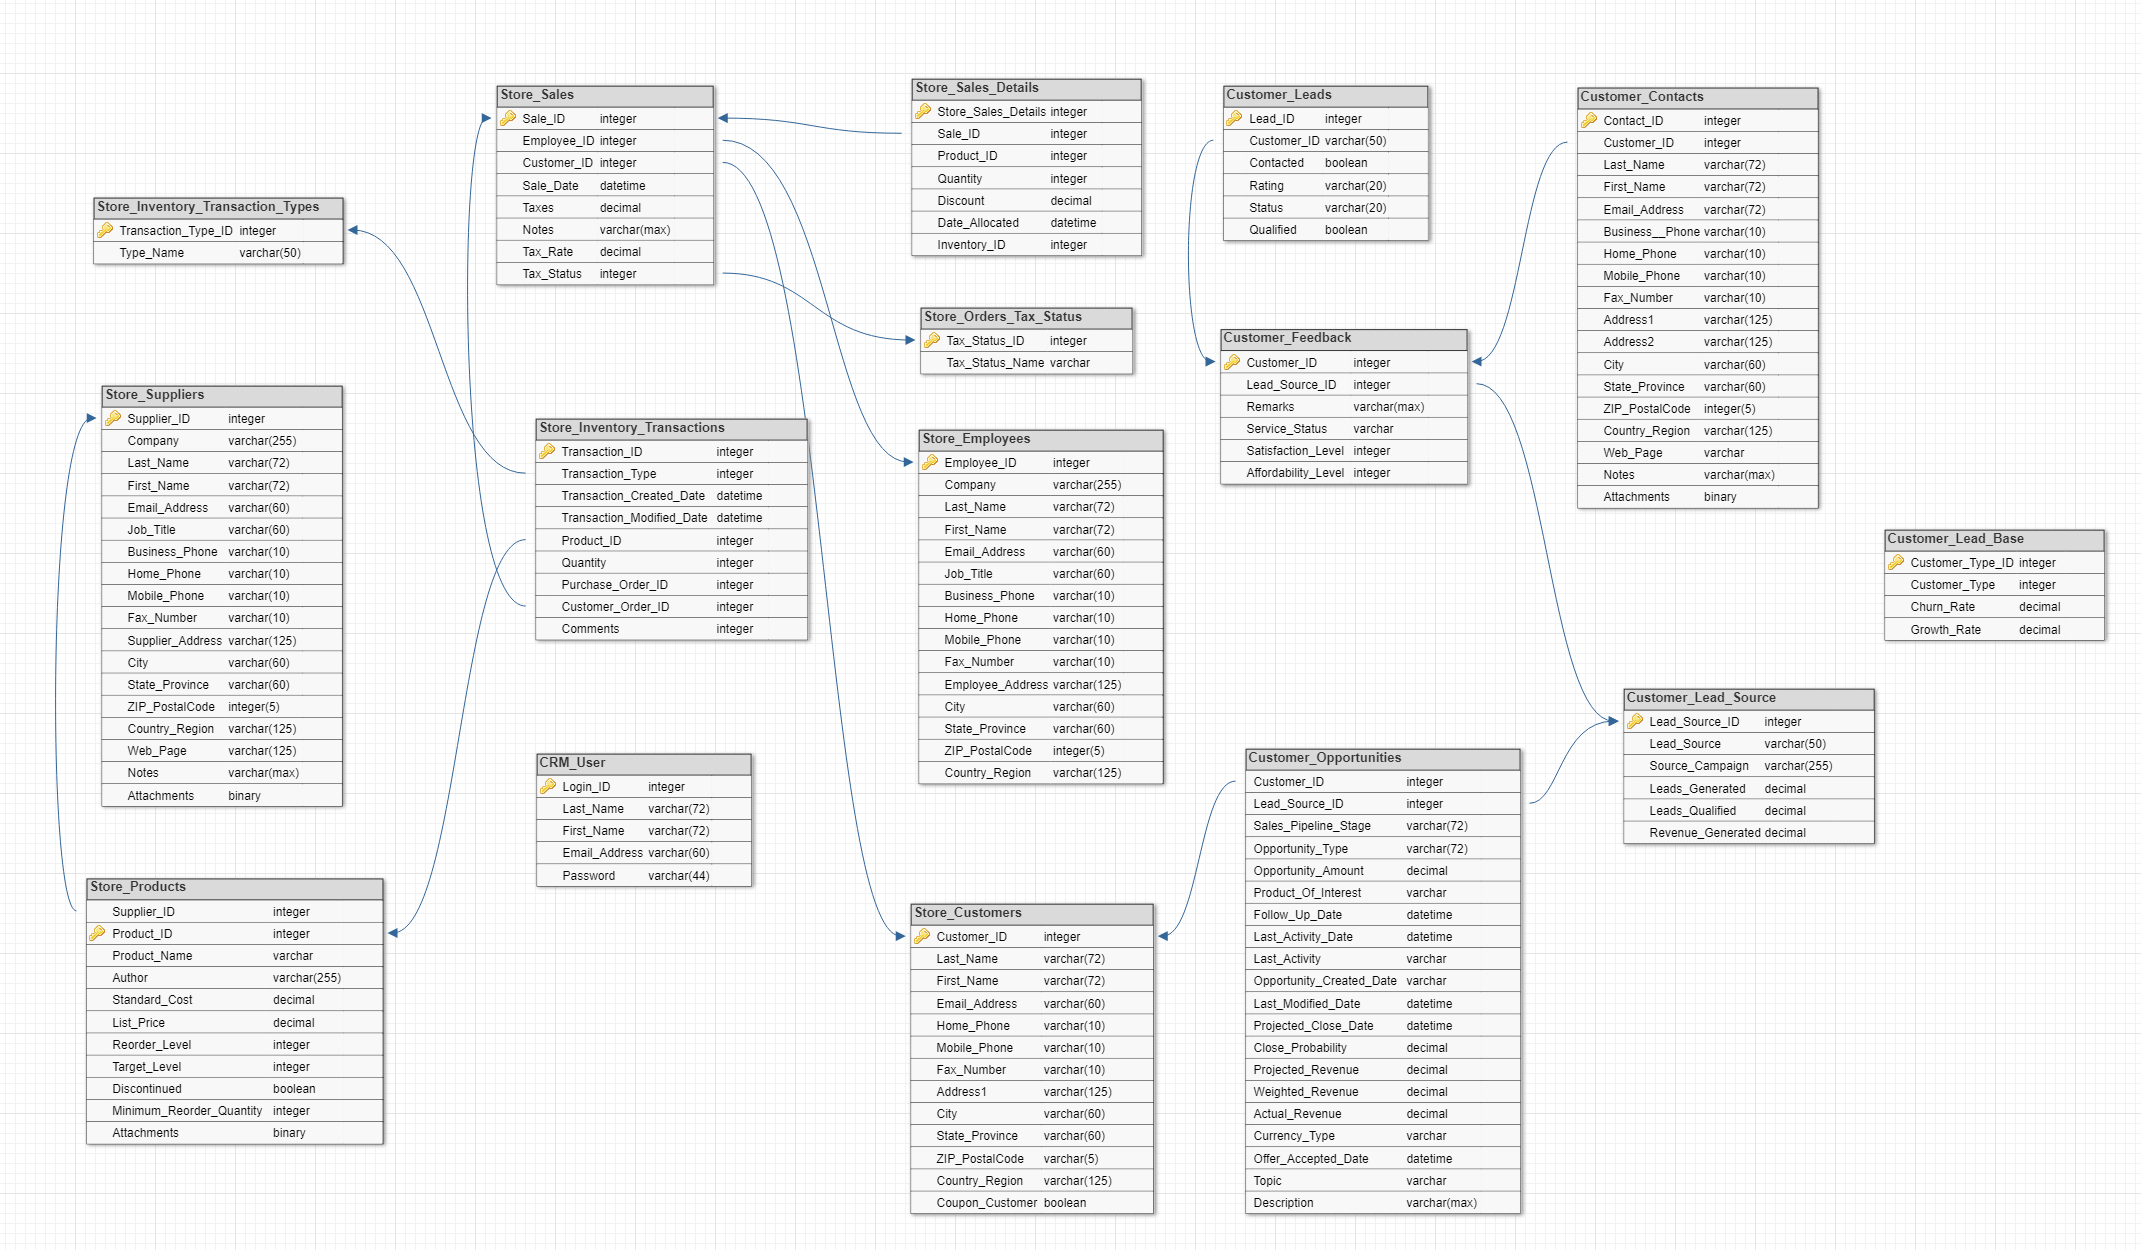 Store_Sales
Sale_ID integer
Employee_ID integer
Customer_ID integer
Sale_Date datetime
Taxes decimal
Notes varchar(max)
Tax_Rate decimal
Tax_Status integer
Store_Sales_Details
Store_Sales_Details integer
Sale_ID integer
Product_ID integer
Quantity integer
Discount decimal
Date_Allocated datetime
Inventory_ID integer
Customer_Leads
Lead_ID integer
Customer_ID varchar(50)
Contacted boolean
Rating varchar(20)
Status varchar(20)
Qualified boolean
Customer_Contacts
Contact_ID integer
Customer_ID integer
Last_Name varchar(72)
First_Name varchar(72)
Email_Address varchar(72)
Business__Phone varchar(10)
Home_Phone varchar(10)
Mobile_Phone varchar(10)
Fax_Number varchar(10)
Address1 varchar(125)
Address2 varchar(125)
City varchar(60)
State_Province varchar(60)
ZIP_PostalCode integer(5)
Country_Region varchar(125)
Web_Page varchar
Notes varchar(max)
Attachments binary
Store_Inventory_Transaction_Types
Transaction_Type_ID integer
Type_Name varchar(50)
Store_Orders_Tax_Status
Tax_Status_ID integer
Tax_Status_Name varchar
Customer_Feedback
Customer_ID integer
Lead_Source_ID integer
Remarks varchar(max)
Service_Status varchar
Satisfaction_Level integer
Affordability_Level integer
Store_Suppliers
Supplier_ID integer
Company varchar(255)
Last_Name varchar(72)
First_Name varchar(72)
Email_Address varchar(60)
Job_Title varchar(60)
Business_Phone varchar(10)
Home_Phone varchar(10)
Mobile_Phone varchar(10)
Fax_Number varchar(10)
Supplier_Address varchar(125)
City varchar(60)
State_Province varchar(60)
ZIP_PostalCode integer(5)
Country_Region varchar(125)
Web_Page varchar(125)
Notes varchar(max)
Attachments binary
Store_Inventory_Transactions
Transaction_ID integer
Transaction_Type integer
Transaction_Created_Date datetime
Transaction_Modified_Date datetime
Product_ID integer
Quantity integer
Purchase_Order_ID integer
Customer_Order_ID integer
Comments integer
Store_Employees
Employee_ID integer
Company varchar(255)
Last_Name varchar(72)
First_Name varchar(72)
Email_Address varchar(60)
Job_Title varchar(60)
Business_Phone varchar(10)
Home_Phone varchar(10)
Mobile_Phone varchar(10)
Fax_Number varchar(10)
Employee_Address varchar(125)
City varchar(60)
State_Province varchar(60)
ZIP_PostalCode integer(5)
Country_Region varchar(125)
Customer_Lead_Base
Customer_Type_ID integer
Customer_Type integer
Churn_Rate decimal
Growth_Rate decimal
Customer_Lead_Source
Lead_Source_ID integer
Lead_Source varchar(50)
Source_Campaign varchar(255)
Leads_Generated decimal
Leads_Qualified decimal
Revenue_Generated decimal
CRM_User
Login_ID integer
Last_Name varchar(72)
First_Name varchar(72)
Email_Address varchar(60)
Password varchar(44)
Customer_Opportunities
Customer_ID integer
Lead_Source_ID integer
Sales_Pipeline_Stage varchar(72)
Opportunity_Type varchar(72)
Opportunity_Amount decimal
Product_Of_Interest varchar
Follow_Up_Date datetime
Last_Activity_Date datetime
Last_Activity varchar
Opportunity_Created_Date varchar
Last_Modified_Date datetime
Projected_Close_Date datetime
Close_Probability decimal
Projected_Revenue decimal
Weighted_Revenue decimal
Actual_Revenue decimal
Currency_Type varchar
Offer_Accepted_Date datetime
Topic varchar
Description varchar(max)
Store_Products
Supplier_ID integer
Product_ID integer
Product_Name varchar
Author varchar(255)
Standard_Cost decimal
List_Price decimal
Reorder_Level integer
Target_Level integer
Discontinued boolean
Minimum_Reorder_Quantity integer
Attachments binary
Store_Customers
Customer_ID integer
Last_Name varchar(72)
First_Name varchar(72)
Email_Address varchar(60)
Home_Phone varchar(10)
Mobile_Phone varchar(10)
Fax_Number varchar(10)
Address1 varchar(125)
City varchar(60)
State_Province varchar(60)
ZIP_PostalCode varchar(5)
Country_Region varchar(125)
Coupon_Customer boolean